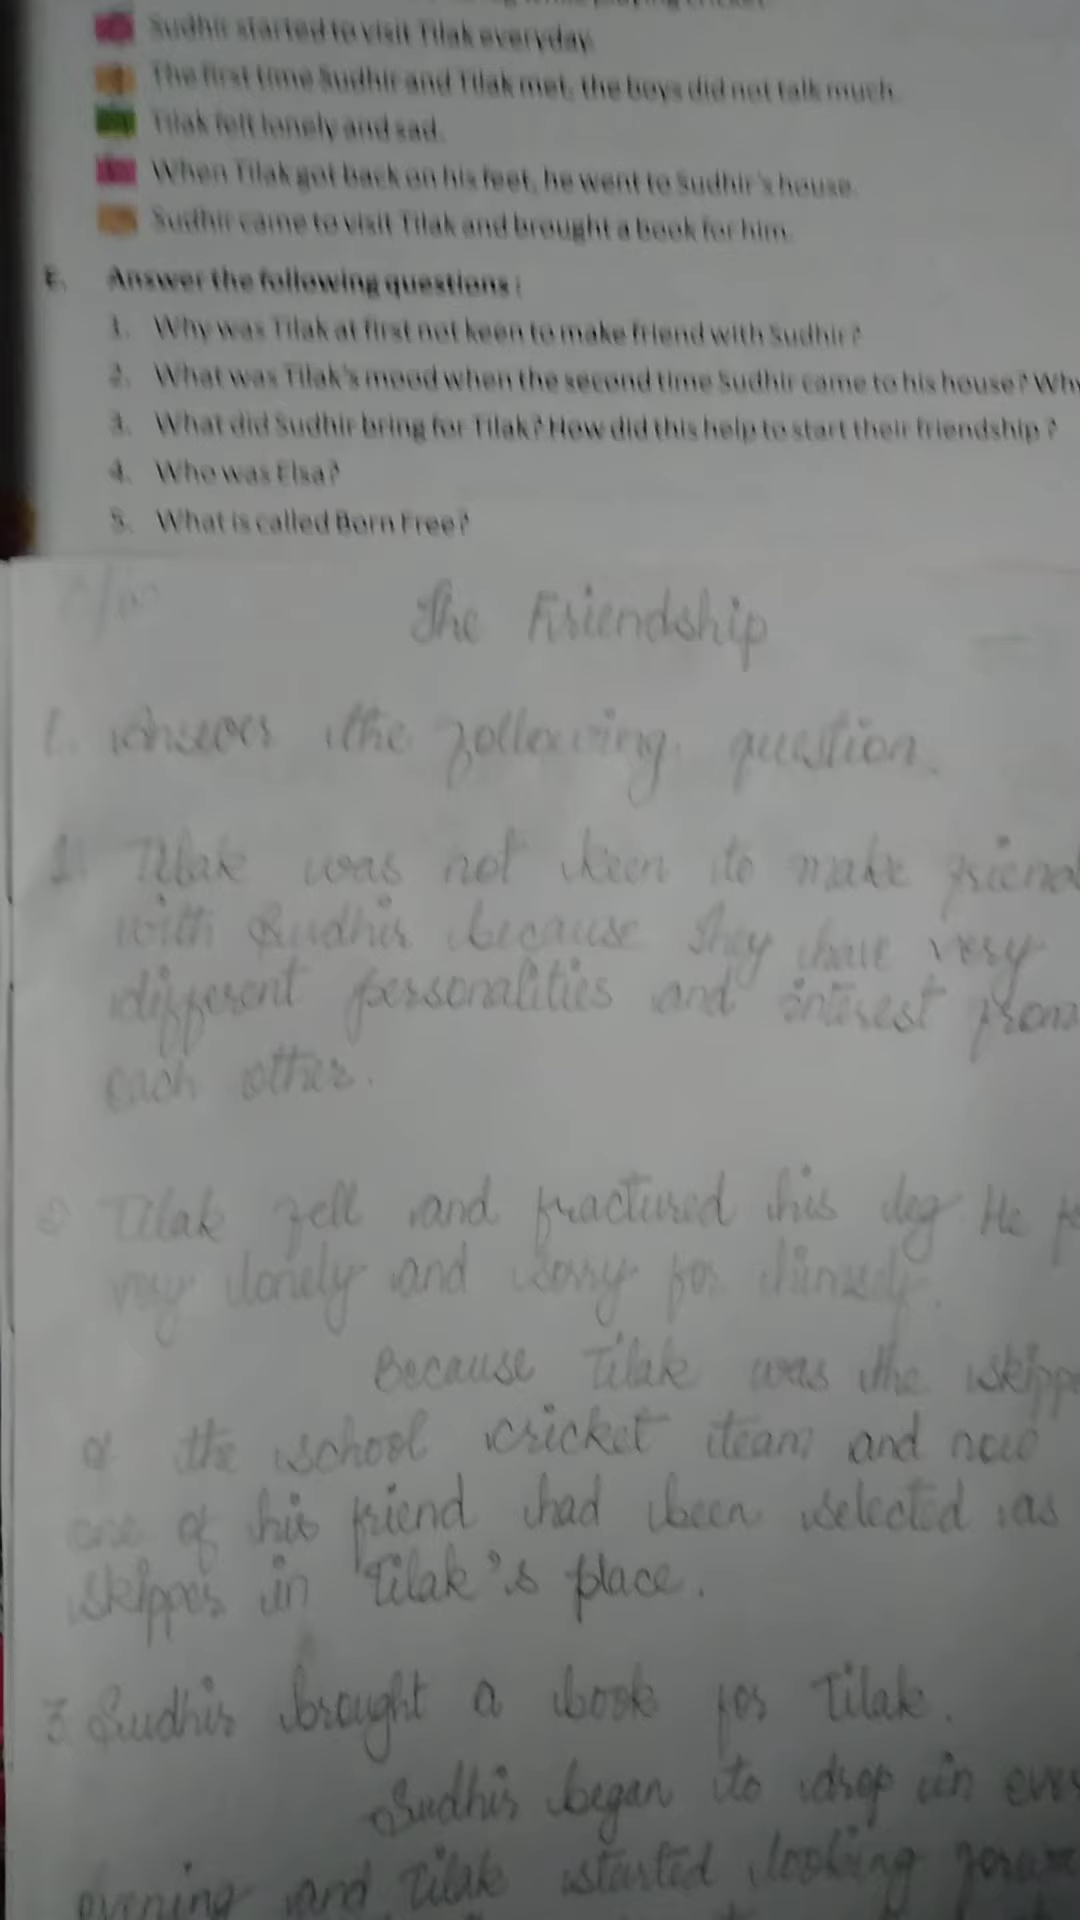 Sudhir started to visit Tilak everyday.
The first time Sudhir and Tilak met, the boys did not talk much.
Tilak felt lonely and sad.
When Tilak got back on his feet, he went to Sudhir's house.
Sudhir came to visit Tilak and brought a book for him.
E. Answer the following questions :
1. Why was Tilak at first not keen to make friend with Sudhir?
2. What was Tilak's mood when the second time Sudhir came to his house? Why
3. What did Sudhir bring for Tilak? How did this help to start their friendship ?
4. Who was Elsa?
5. What is called Born Free?
The Friendship
1. Answer the following question.
1. Tilak was not keen to make friend
with Sudhir because they have very
different personalities and interest from
each other.
Tilak fell and fractured his leg He
very lonely and sorry for himself.
Because Tilak was the skippe
of the school cricket team and now
one of his friend had been selected as
skipper in Tilak's place.
3. Sudhir brought a book for Tilak.
Sudhir began to drop in eve
evening and Tilak started looking